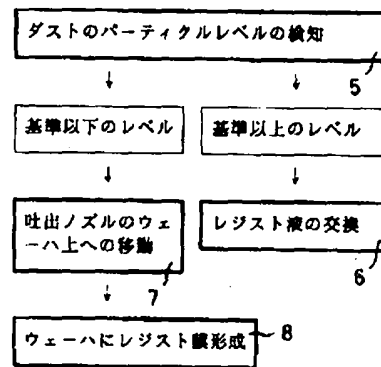 ダストのパーティクルレベルの検知
5
基準以下のレベル
基準以上のレベル
吐出ノズルのウェ
ーハ上への移動
7
レジスト液の交換
6
ウェーハにレジスト膜形成
8